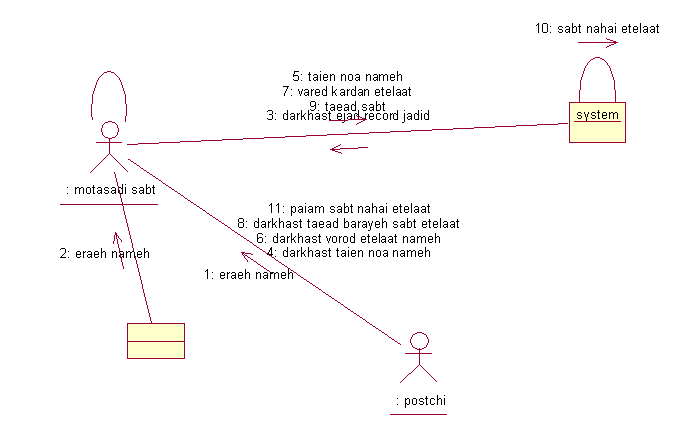 10: sabt nahai etelaat
5: taien noa nameh
7: vared kardan etelaat
9: taead sabt
3: darkhast ejad record jadid
system
: motasadi sabt
11: paiam sabt nahai etelaat
8: darkhast taead barayeh sabt etelaat
6: darkhast vorod etelaat nameh
4: darkhast taien noa nameh
2: eraeh nameh
1: eraeh nameh
: postchi